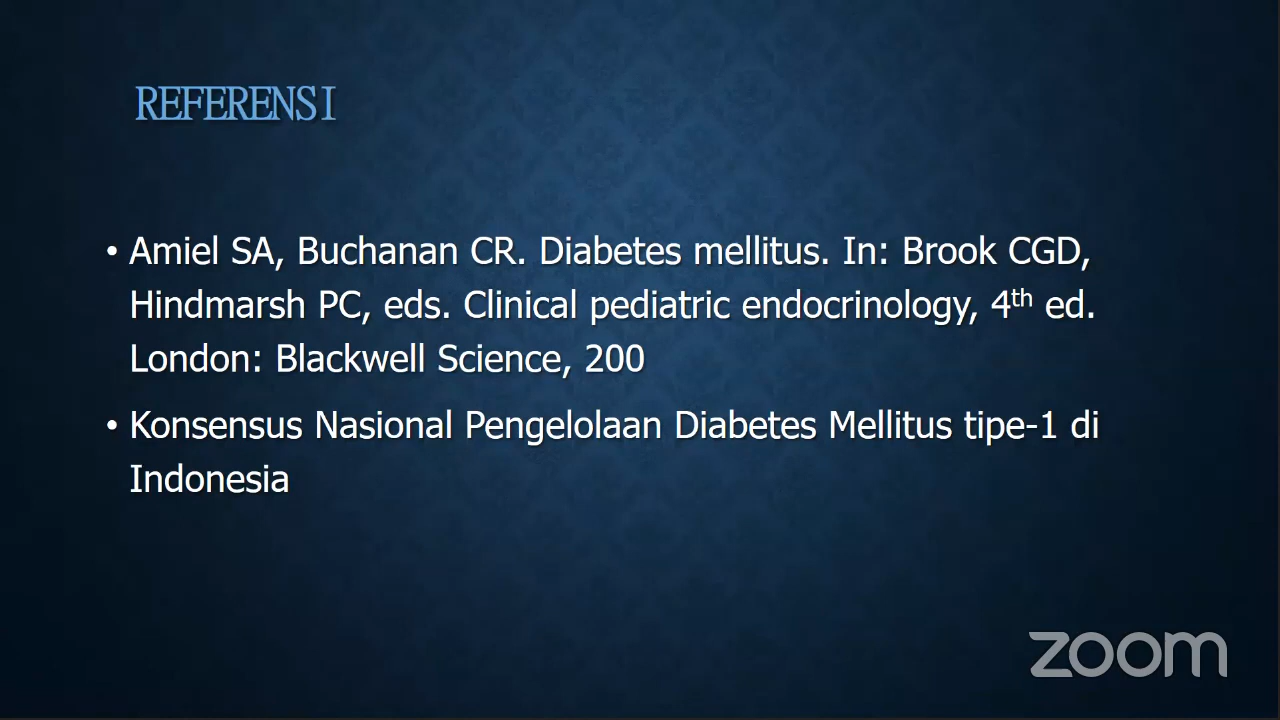 REFERENSI
• Amiel SA, Buchanan CR. Diabetes mellitus. In: Brook CGD,
Hindmarsh PC, eds. Clinical pediatric endocrinology, 4th ed.
London: Blackwell Science, 200
• Konsensus Nasional Pengelolaan Diabetes Mellitus tipe-1 di
Indonesia
zoom